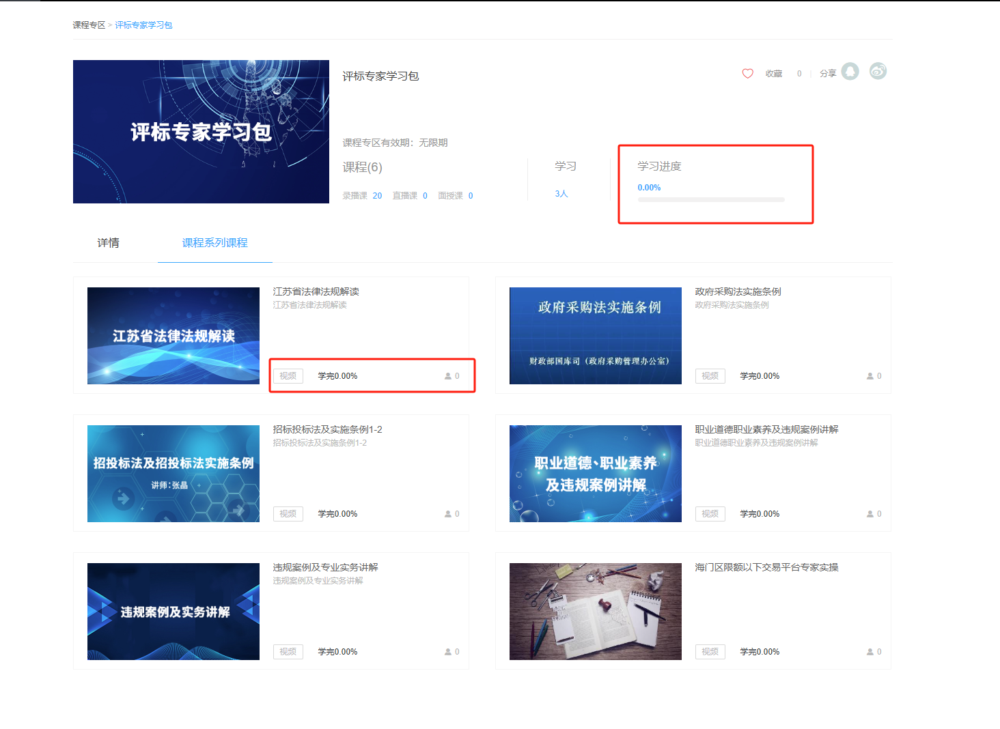 课程专区 > 评标专家学习包
评标专家学习包
评标专家学习包
收藏 0 | 分享
课程专区有效期：无限期
课程(6)
录播课 20 直播课 0 面授课 0
学习
3人
学习进度
0.00%
详情
课程系列课程
江苏省法律法规解读
江苏省法律法规解读
江苏省法律法规解读
视频 学完0.00% 0
政府采购法实施条例
财政部国库司（政府采购管理办公室）
政府采购法实施条例
政府采购法实施条例
视频 学完0.00% 0
招标投标法及招投标法实施条例
讲师：张晶
招标投标法及实施条例1-2
招标投标法及实施条例1-2
视频 学完0.00% 0
职业道德、职业素养
及违规案例讲解
职业道德职业素养及违规案例讲解
职业道德职业素养及违规案例讲解
视频 学完0.00% 0
违规案例及实务讲解
违规案例及专业实务讲解
违规案例及专业实务讲解
视频 学完0.00% 0
海门区限额以下交易平台专家实操
视频 学完0.00% 0